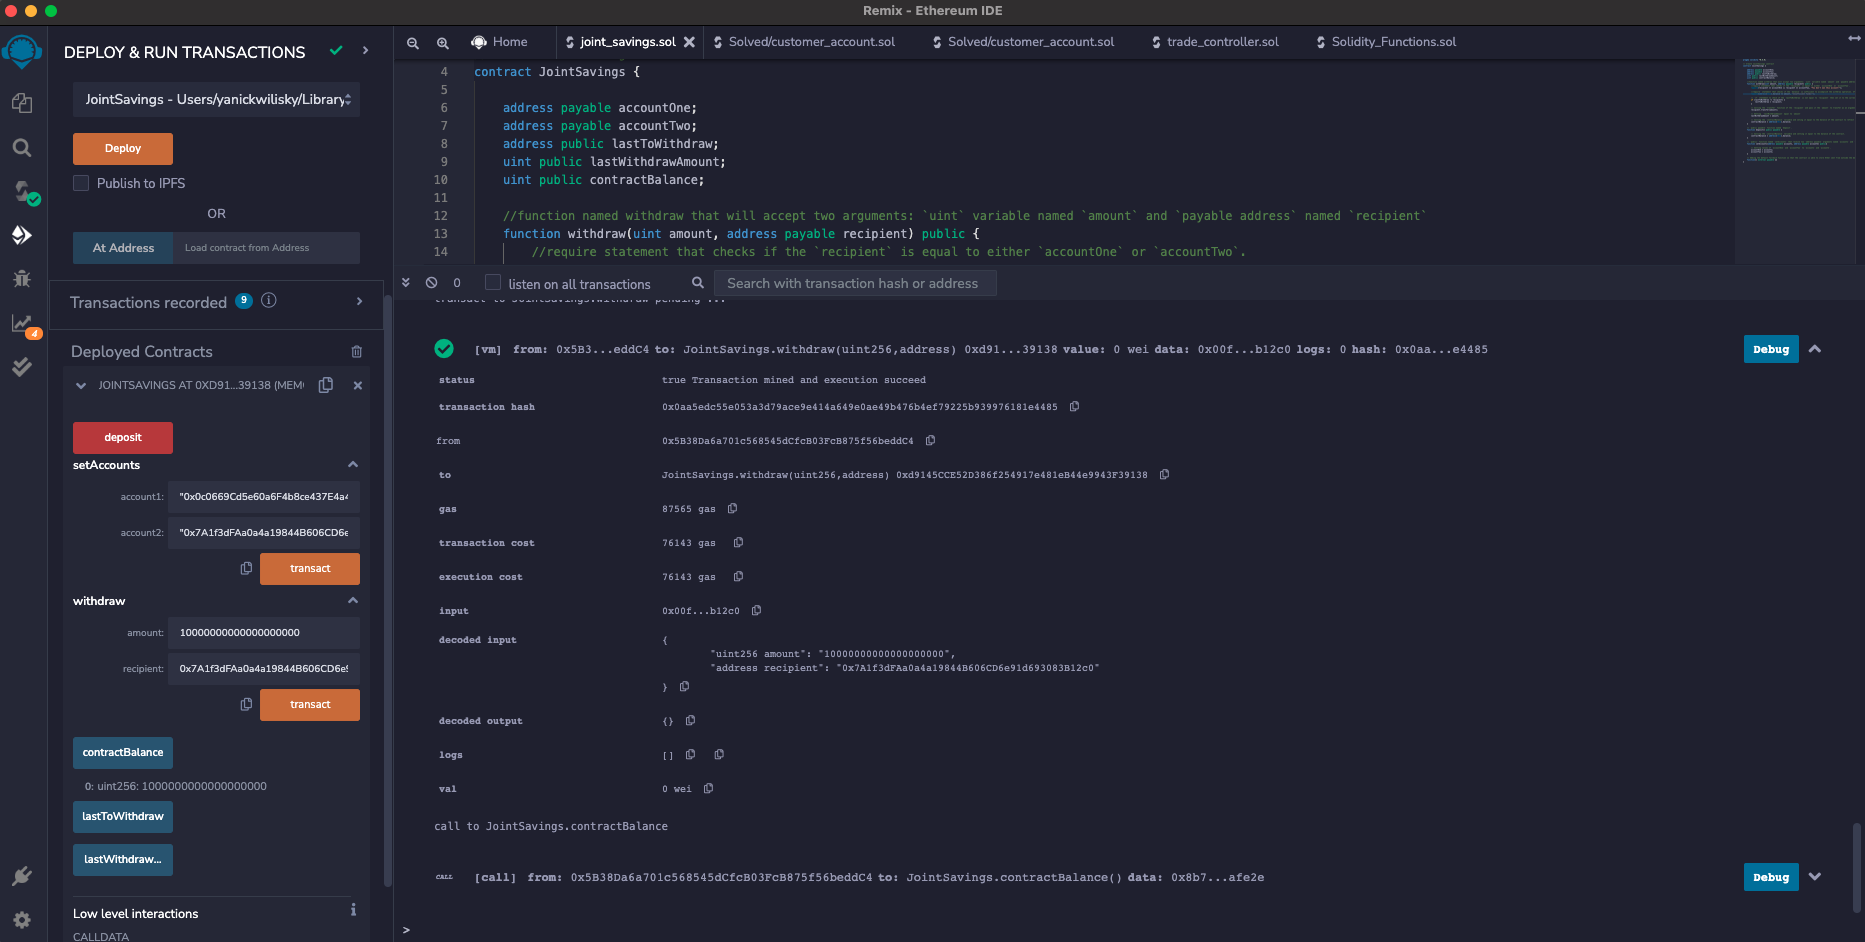 Remix - Ethereum IDE
DEPLOY & RUN TRANSACTIONS
JointSavings - Users/yanickwilisky/Library
Deploy
Publish to IPFS
OR
At Address
Load contract from Address
Transactions recorded 9 i
Deployed Contracts
JOINTSAVINGS AT 0XD91...39138 (MEM
deposit
setAccounts
account1: "0x0c0669Cd5e60a6F4b8ce437E4a4
account2: "0x7A1f3dFAa0a4a19844B606CD6e
transact
withdraw
amount: 10000000000000000000
recipient: 0x7A1f3dFAa0a4a19844B606CD6e9
transact
contractBalance
0: uint256: 1000000000000000000
lastToWithdraw
lastWithdraw...
Low level interactions i
CALLDATA
4
Home
joint_savings.sol
Solved/customer_account.sol
Solved/customer_account.sol
trade_controller.sol
Solidity_Functions.sol
4 contract JointSavings {
5
6 address payable accountOne;
7 address payable accountTwo;
8 address public lastToWithdraw;
9 uint public lastWithdrawAmount;
10 uint public contractBalance;
11
12 //function named withdraw that will accept two arguments: `uint` variable named `amount` and `payable address` named `recipient`
13 function withdraw(uint amount, address payable recipient) public {
14 //require statement that checks if the `recipient` is equal to either `accountOne` or `accountTwo`.
0 listen on all transactions Search with transaction hash or address
transact to JointSavings.withdraw pending ...
[vm] from: 0x5B3...eddC4 to: JointSavings.withdraw(uint256,address) 0xd91...39138 value: 0 wei data: 0x00f...b12c0 logs: 0 hash: 0x0aa...e4485
Debug
status true Transaction mined and execution succeed
transaction hash 0x0aa5edc55e053a3d79ace9e414a649e0ae49b476b4ef79225b939976181e4485
from 0x5B38Da6a701c568545dCfcB03FcB875f56beddC4
to JointSavings.withdraw(uint256,address) 0xd9145CCE52D386f254917e481eB44e9943F39138
gas 87565 gas
transaction cost 76143 gas
execution cost 76143 gas
input 0x00f...b12c0
decoded input {
"uint256 amount": "10000000000000000000",
"address recipient": "0x7A1f3dFAa0a4a19844B606CD6e91d693083B12c0"
}
decoded output {}
logs []
val 0 wei
call to JointSavings.contractBalance
CALL [call] from: 0x5B38Da6a701c568545dCfcB03FcB875f56beddC4 to: JointSavings.contractBalance() data: 0x8b7...afe2e
Debug
>